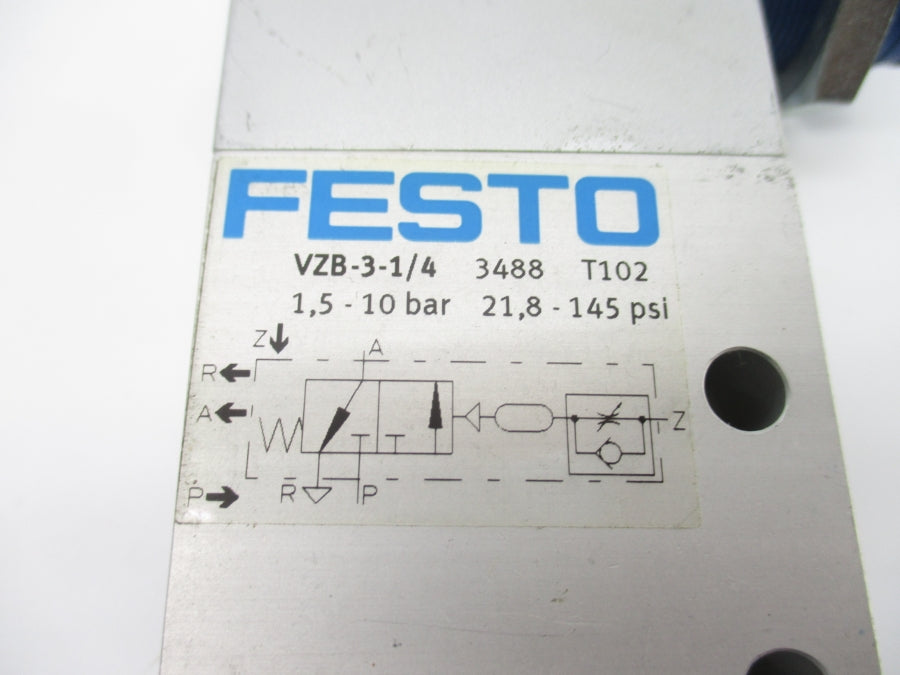 FESTO
VZB-3-1/4 3488 T102
1,5 - 10 bar 21,8 - 145 psi
Z
A
R
A
Z
P
R
P